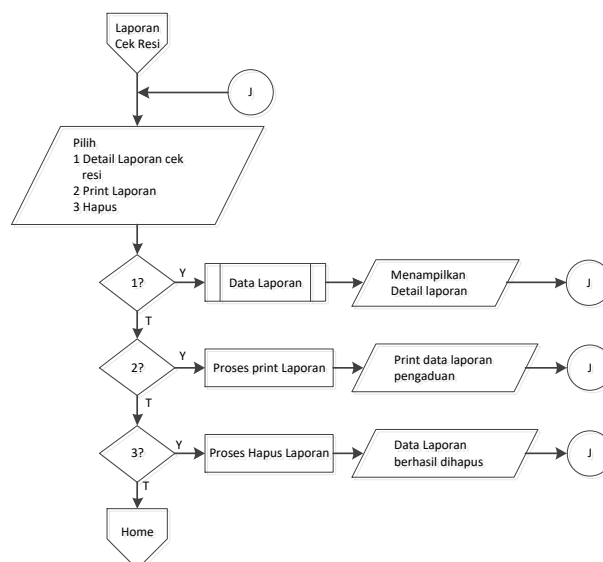 Laporan
Cek Resi
J
Pilih
1 Detail Laporan cek
resi
2 Print Laporan
3 Hapus
1?
Y
Data Laporan
Menampilkan
Detail laporan
J
T
2?
Y
Proses print Laporan
Print data laporan
pengaduan
J
T
3?
Y
Proses Hapus Laporan
Data Laporan
berhasil dihapus
J
T
Home